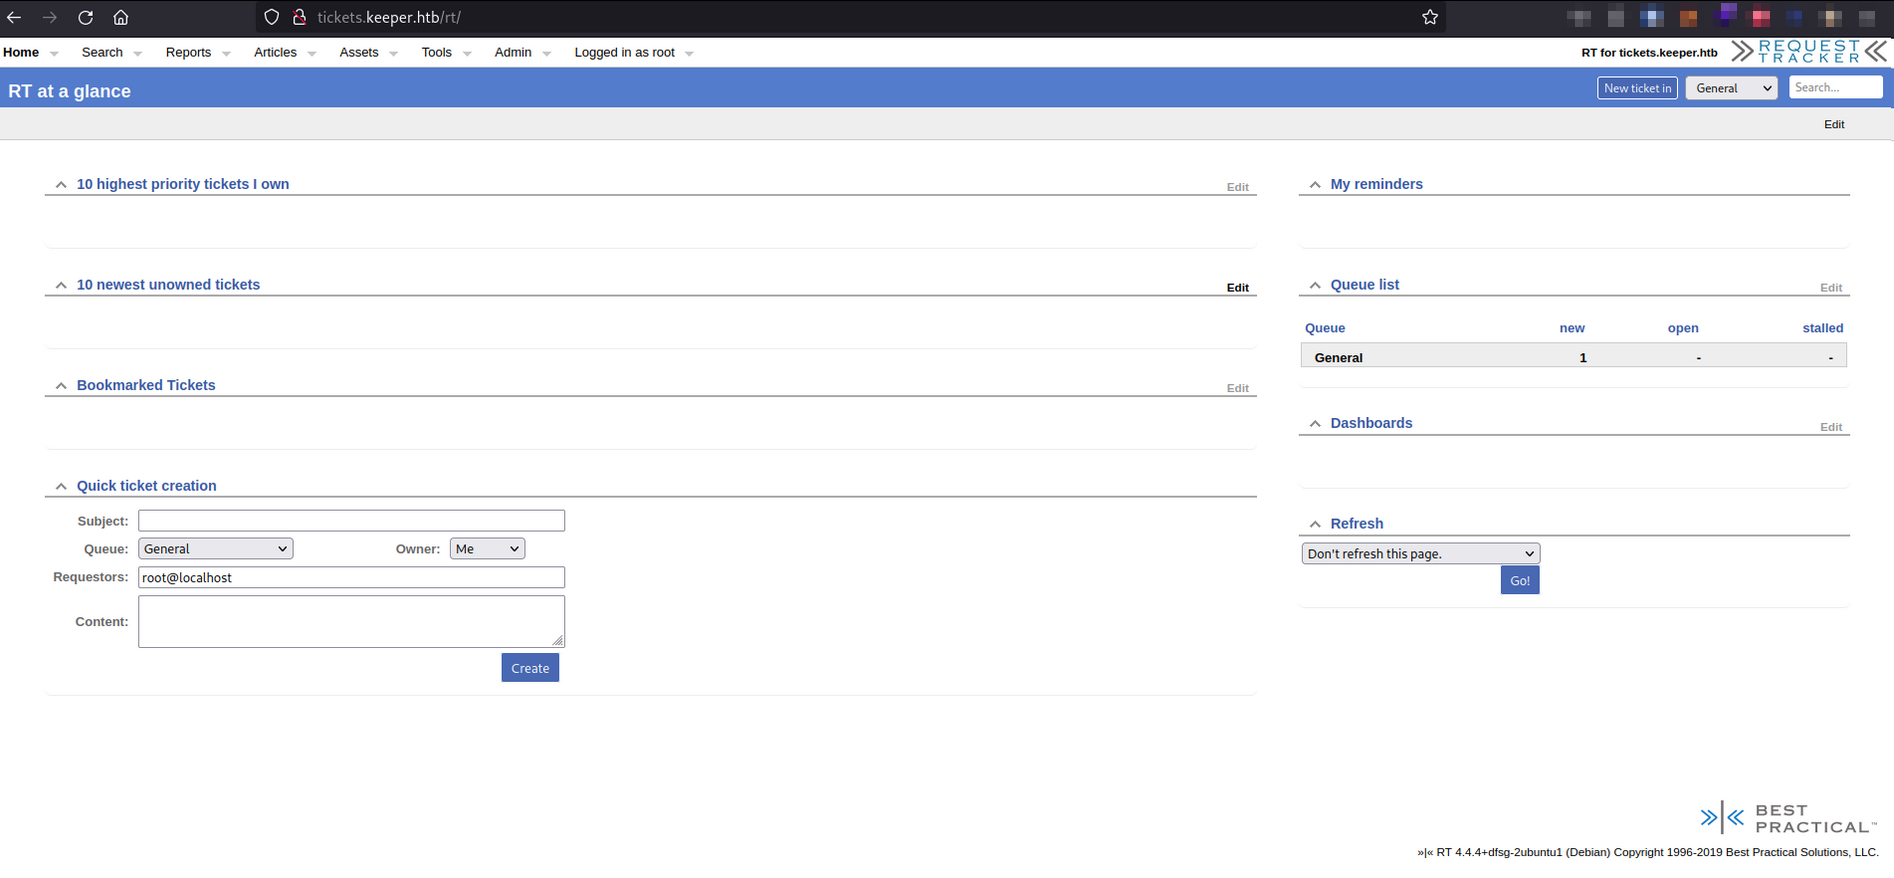 tickets.keeper.htb/rt/
Home Search Reports Articles Assets Tools Admin Logged in as root RT for tickets.keeper.htb REQUEST TRACKER
RT at a glance New ticket in General Search...
Edit
10 highest priority tickets I own Edit
My reminders
10 newest unowned tickets Edit
Queue list Edit
Queue new open stalled
General 1 - -
Bookmarked Tickets Edit
Dashboards Edit
Quick ticket creation
Subject:
Queue: General Owner: Me
Requestors: root@localhost
Content:
Create
Refresh
Don't refresh this page.
Go!
BEST PRACTICAL™
»|« RT 4.4.4+dfsg-2ubuntu1 (Debian) Copyright 1996-2019 Best Practical Solutions, LLC.